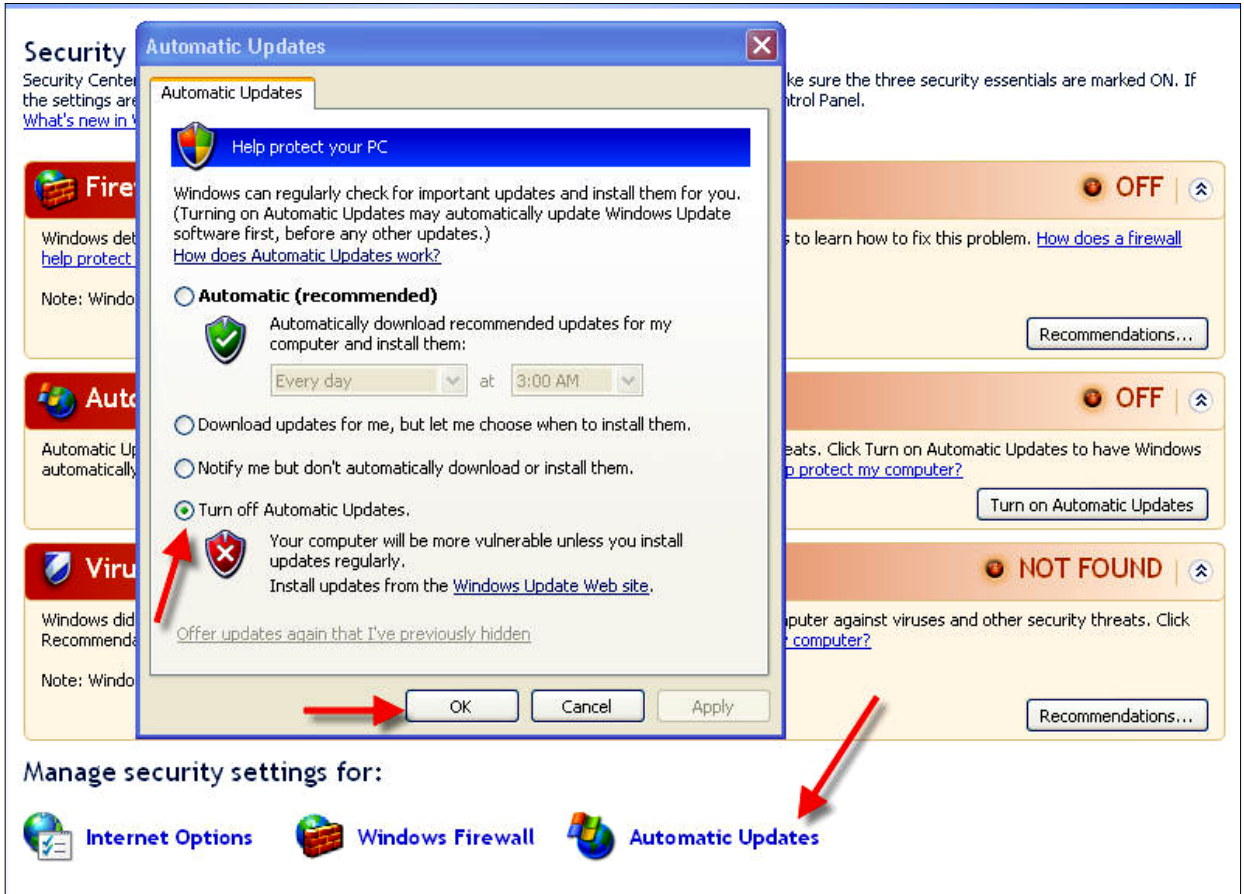 Security
Automatic Updates
Security Center
ke sure the three security essentials are marked ON. If
the settings are
ntrol Panel.
What's new in
Automatic Updates
Help protect your PC
Windows can regularly check for important updates and install them for you.
(Turning on Automatic Updates may automatically update Windows Update
software first, before any other updates.)
How does Automatic Updates work?
Automatic (recommended)
Automatically download recommended updates for my
computer and install them:
Every day at 3:00 AM
Download updates for me, but let me choose when to install them.
Notify me but don't automatically download or install them.
Turn off Automatic Updates.
Your computer will be more vulnerable unless you install
updates regularly.
Install updates from the Windows Update Web site.
Offer updates again that I've previously hidden
OK Cancel Apply
Fire
OFF
Windows det
s to learn how to fix this problem. How does a firewall
help protect
Note: Windo
Recommendations...
Auto
OFF
Automatic Up
eats. Click Turn on Automatic Updates to have Windows
automatically
p protect my computer?
Turn on Automatic Updates
Viru
NOT FOUND
Windows did
puter against viruses and other security threats. Click
Recommenda
computer?
Note: Windo
Recommendations...
Manage security settings for:
Internet Options Windows Firewall Automatic Updates